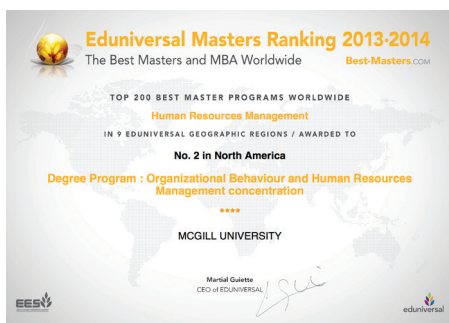 Eduniversal Masters Ranking 2013-2014
The Best Masters and MBA Worldwide
Best-Masters.COM
TOP 200 BEST MASTER PROGRAMS WORLDWIDE
Human Resources Management
IN 9 EDUNIVERSAL GEOGRAPHIC REGIONS / AWARDED TO
No. 2 in North America
Degree Program : Organizational Behaviour and Human Resources
Management concentration
****
MCGILL UNIVERSITY
Martial Guiette
CEO of EDUNIVERSAL
EES
eduniversal